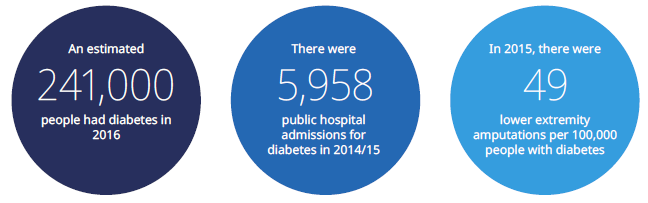 An estimated
241,000
people had diabetes in
2016
There were
5,958
public hospital
admissions for
diabetes in 2014/15
In 2015, there were
49
lower extremity
amputations per 100,000
people with diabetes